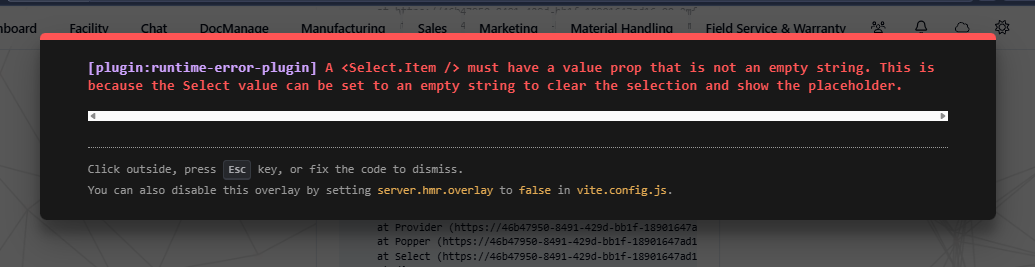 board Facility Chat DocManage Manufacturing Sales Marketing Material Handling Field Service & Warranty
[plugin:runtime-error-plugin] A <Select.Item /> must have a value prop that is not an empty string. This is
because the Select value can be set to an empty string to clear the selection and show the placeholder.
Click outside, press Esc key, or fix the code to dismiss.
You can also disable this overlay by setting server.hmr.overlay to false in vite.config.js.
at Provider (https://46b47950-8491-429d-bb1f-18901647a
at Popper (https://46b47950-8491-429d-bb1f-18901647ad1
at Select (https://46b47950-8491-429d-bb1f-18901647ad1